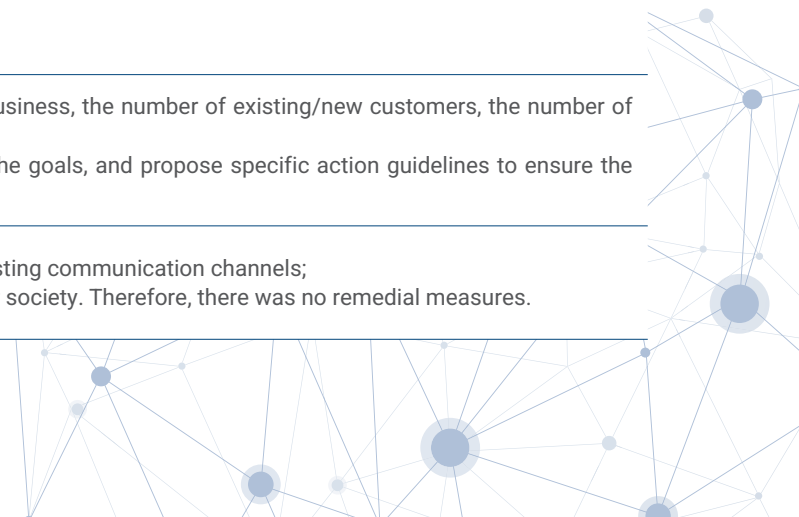 usiness, the number of existing/new customers, the number of
he goals, and propose specific action guidelines to ensure the
sting communication channels;
society. Therefore, there was no remedial measures.